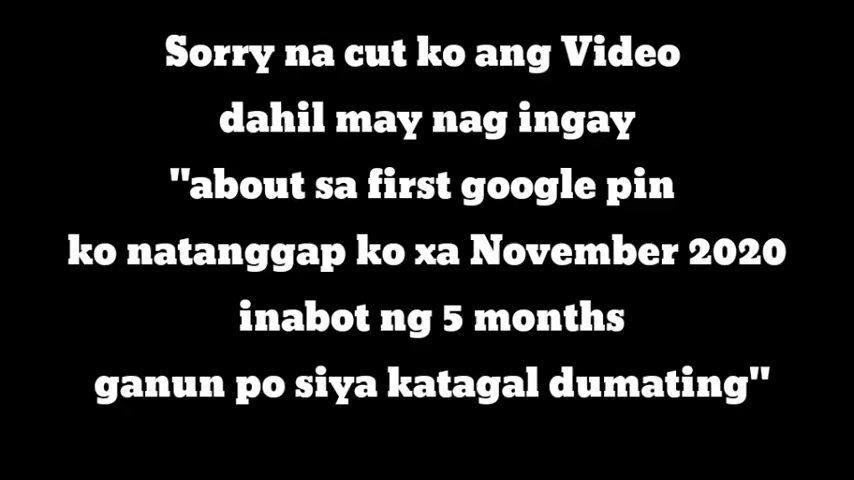 Sorry na cut ko ang Video
dahil may nag ingay
"about sa first google pin
ko natanggap ko xa November 2020
inabot ng 5 months
ganun po siya katagal dumating"